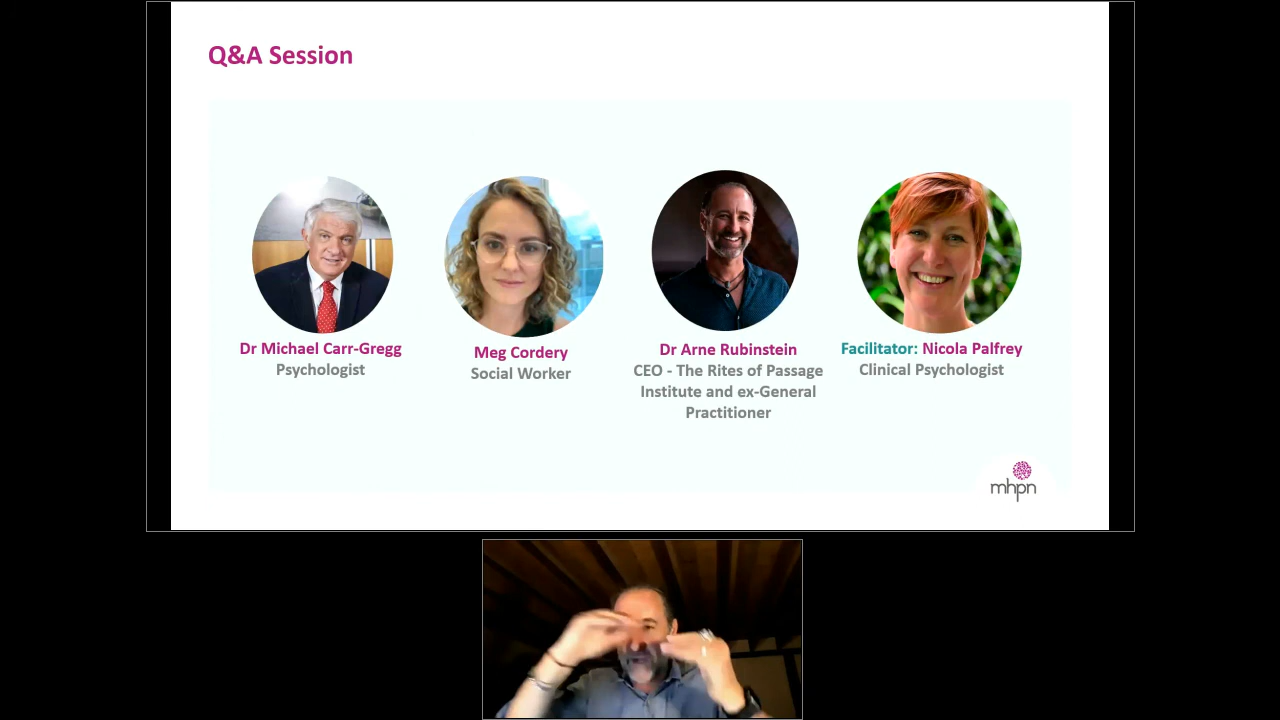 Q&A Session
Dr Michael Carr-Gregg
Psychologist
Meg Cordery
Social Worker
Dr Arne Rubinstein
CEO - The Rites of Passage
Institute and ex-General
Practitioner
Facilitator: Nicola Palfrey
Clinical Psychologist
mhpn